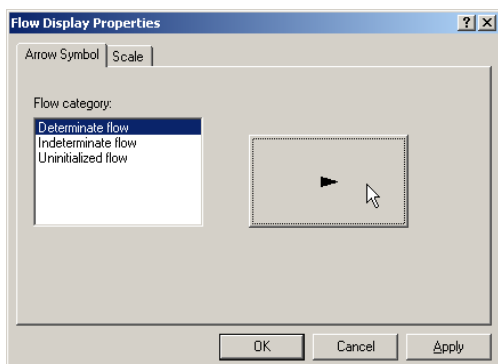 Flow Display Properties
Arrow Symbol Scale
Flow category:
Determinate flow
Indeterminate flow
Uninitialized flow
OK Cancel Apply